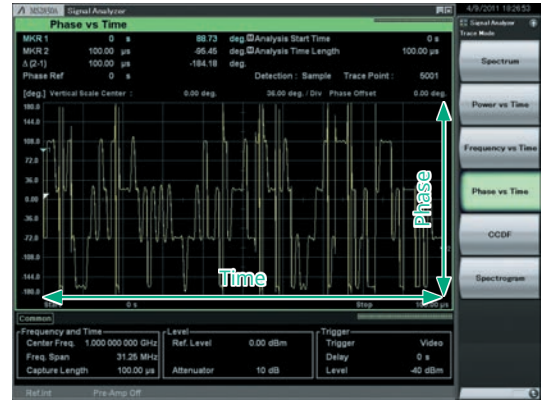 MS2850A Signal Analyzer 4/9/2011 18:26:53
Phase vs Time
MKR 1 0 s 88.73 deg. Analysis Start Time 0 s
MKR 2 100.00 µs -95.45 deg. Analysis Time Length 100.00 µs
Δ (2-1) 100.00 µs -184.18 deg.
Phase Ref 0 s Detection : Sample Trace Point : 5001
[deg.] Vertical Scale Center : 0.00 deg. 36.00 deg. / Div Phase Offset 0.00 deg.
180.0
144.0
108.0
72.0
36.0
0.00
-36.0
-72.0
-108.0
-144.0
-180.0
Phase
Time
Start 0 s Stop 100.00 µs
Common
Frequency and Time
Center Freq. 1.000 000 000 GHz
Freq. Span 31.25 MHz
Capture Length 100.00 µs
Level
Ref. Level 0.00 dBm
Attenuator 10 dB
Trigger
Trigger Video
Delay 0 s
Level -40 dBm
Ref.Int Pre-Amp Off
Signal Analyzer
Trace Mode
Spectrum
Power vs Time
Frequency vs Time
Phase vs Time
CCDF
Spectrogram